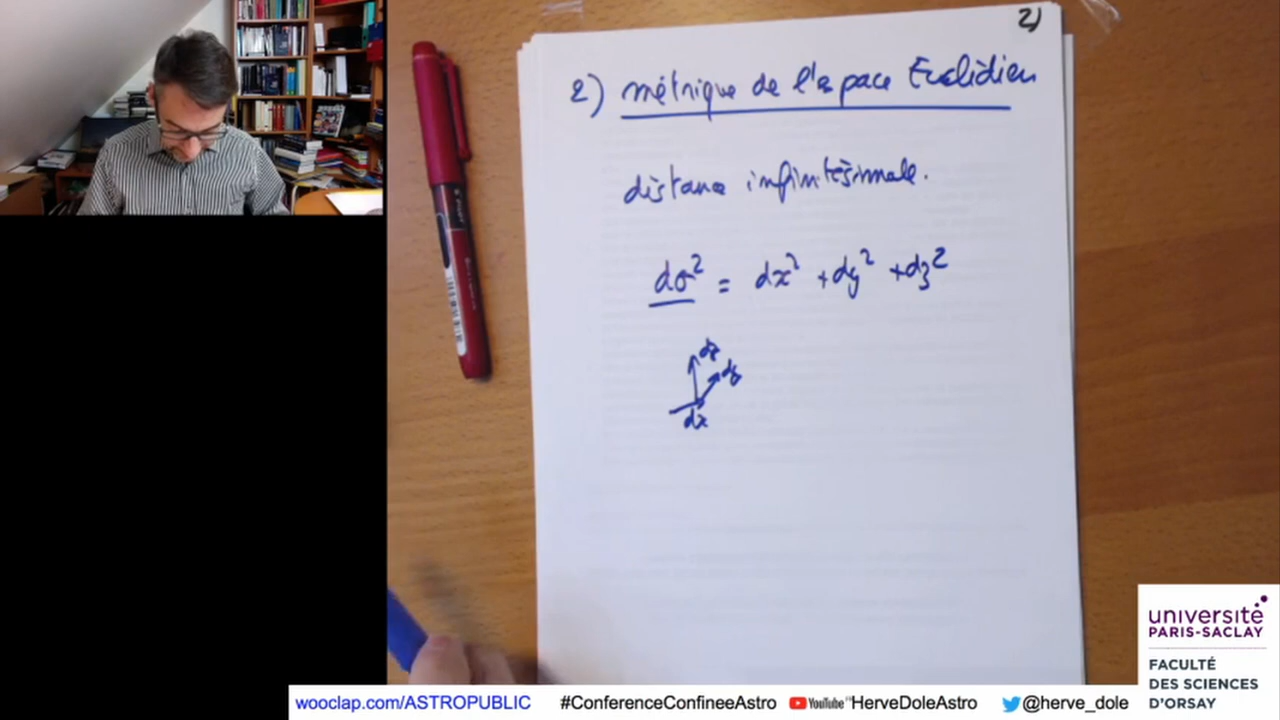 2)
2) métrique de l'espace Euclidien
distance infinitésimale.
dσ² = dx² + dy² + dz²
dz
dy
dx
université
PARIS-SACLAY
FACULTÉ
DES SCIENCES
D'ORSAY
wooclap.com/ASTROPUBLIC #ConferenceConfineeAstro YouTube HerveDoleAstro @herve_dole